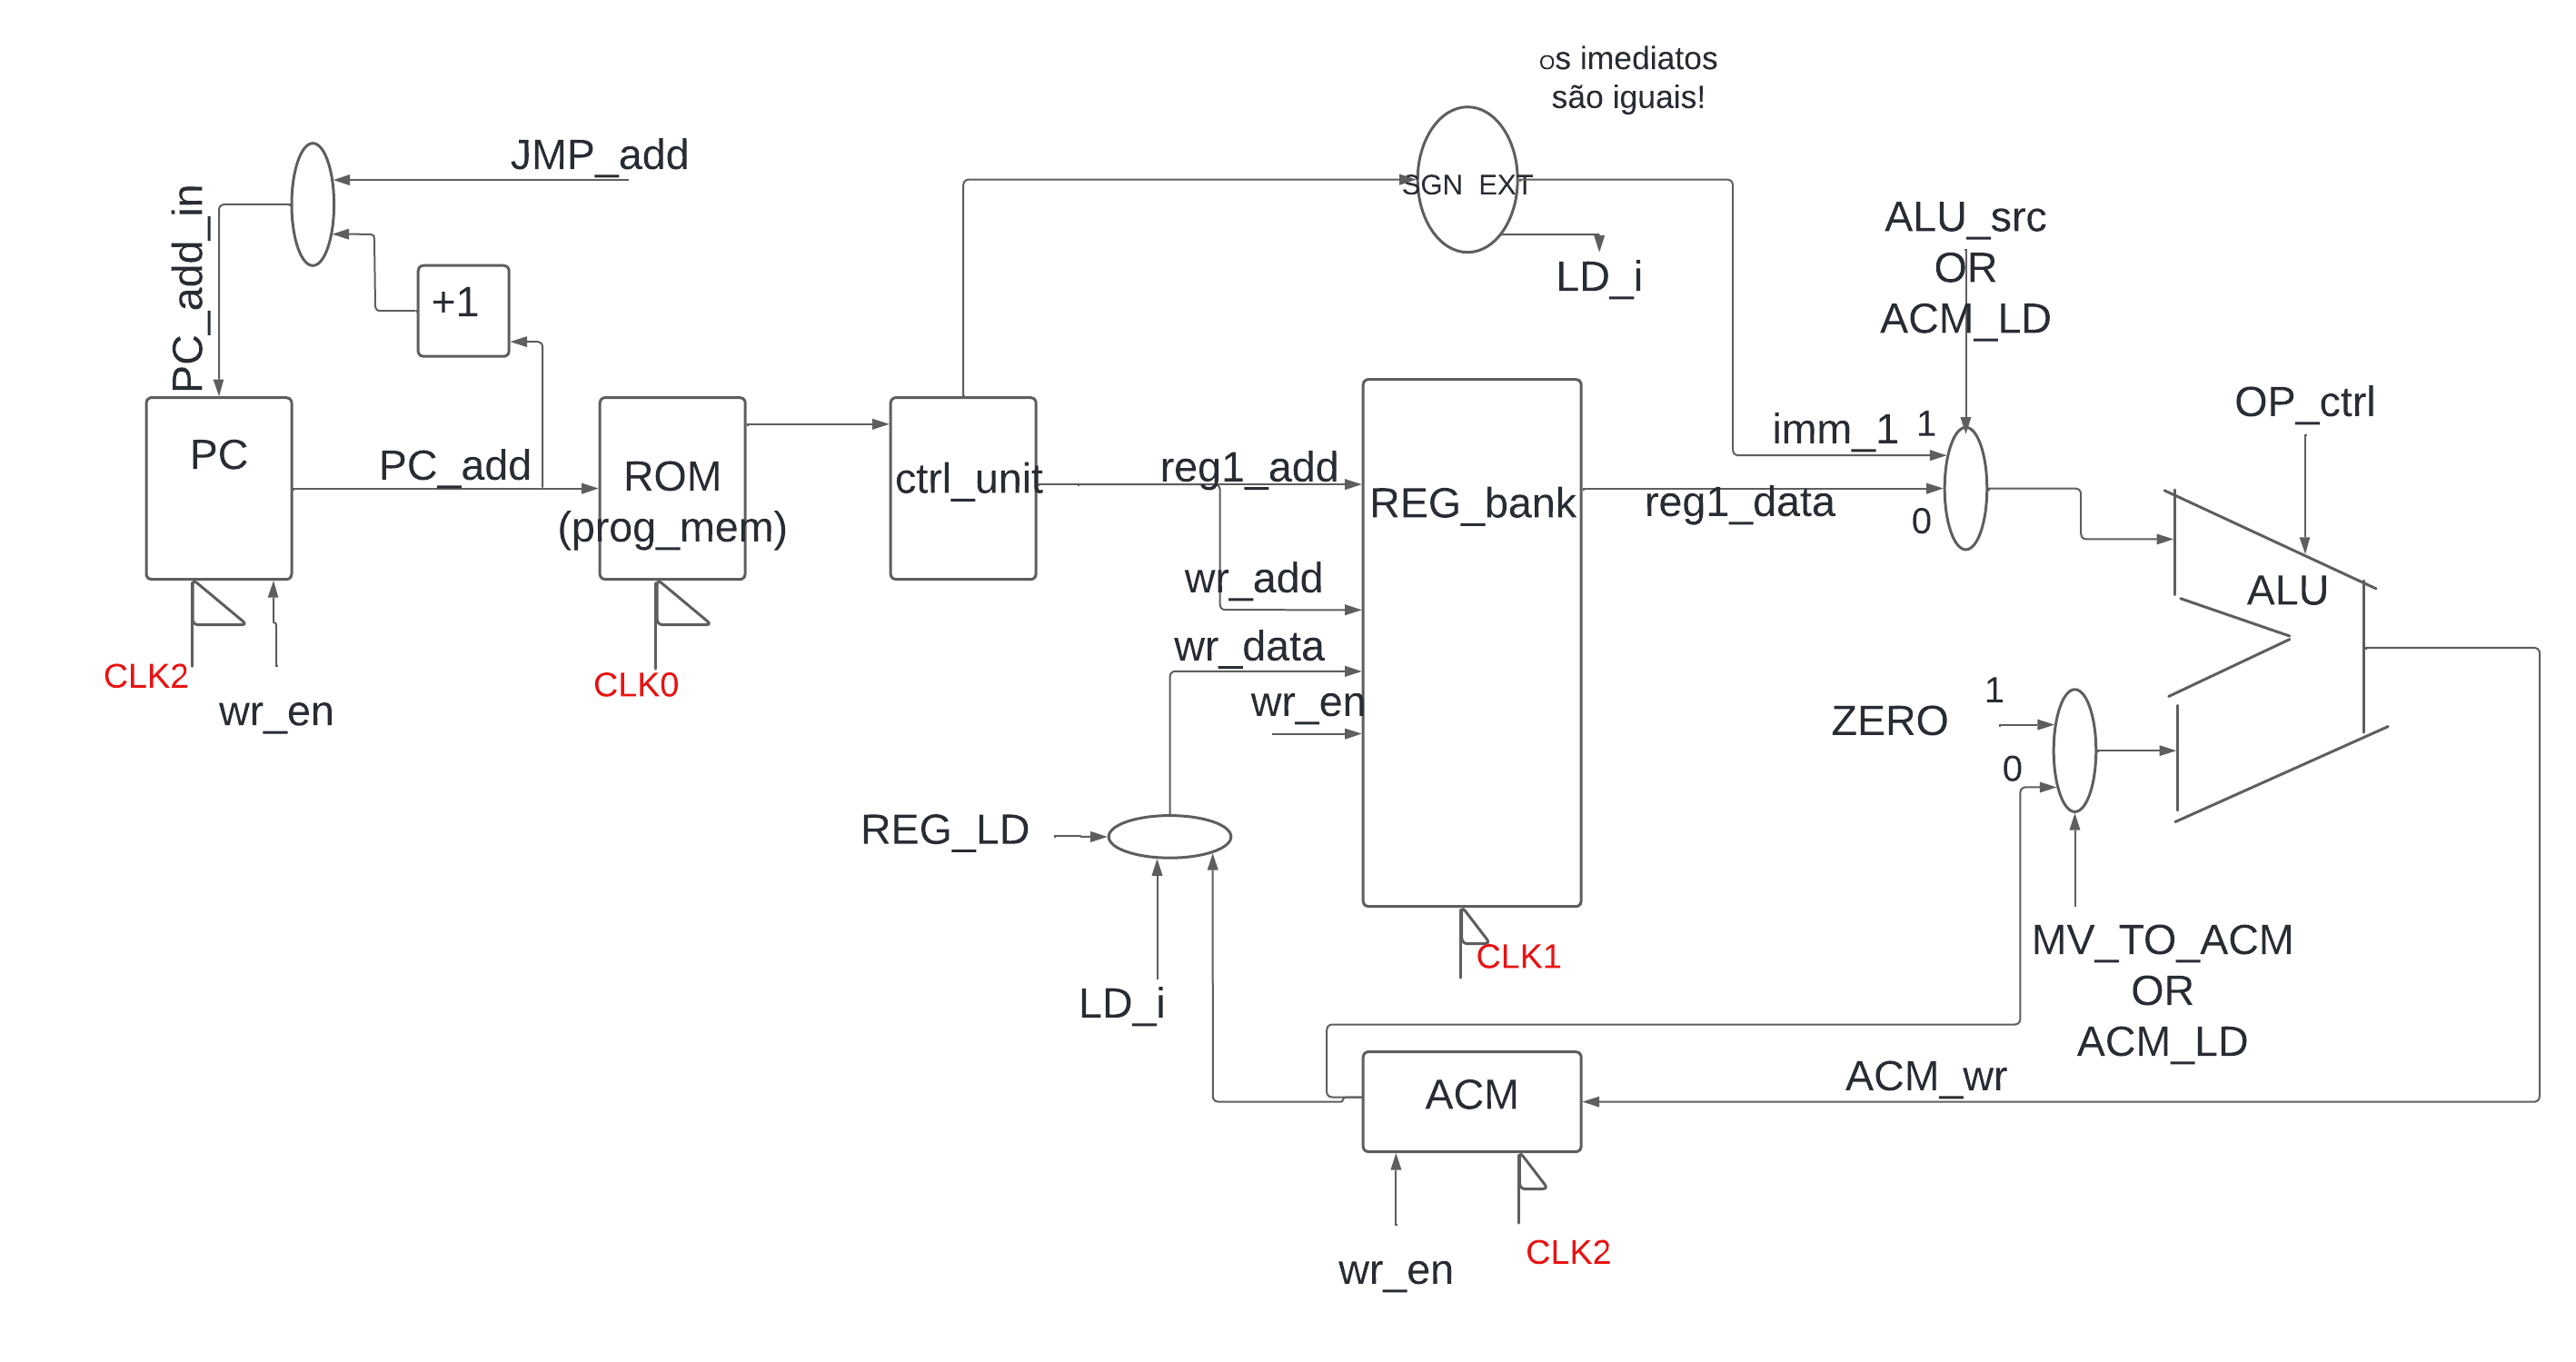 os imediatos
são iguais!
JMP_add
SGN EXT
PC_add_in
ALU_src
OR
ACM_LD
LD_i
+1
OP_ctrl
PC
PC_add
ROM
(prog_mem)
ctrl_unit
reg1_add
REG_bank
imm_1
1
reg1_data
0
wr_add
ALU
wr_data
wr_en
CLK2
wr_en
CLK0
ZERO
1
0
REG_LD
CLK1
LD_i
MV_TO_ACM
OR
ACM_LD
ACM
ACM_wr
wr_en
CLK2